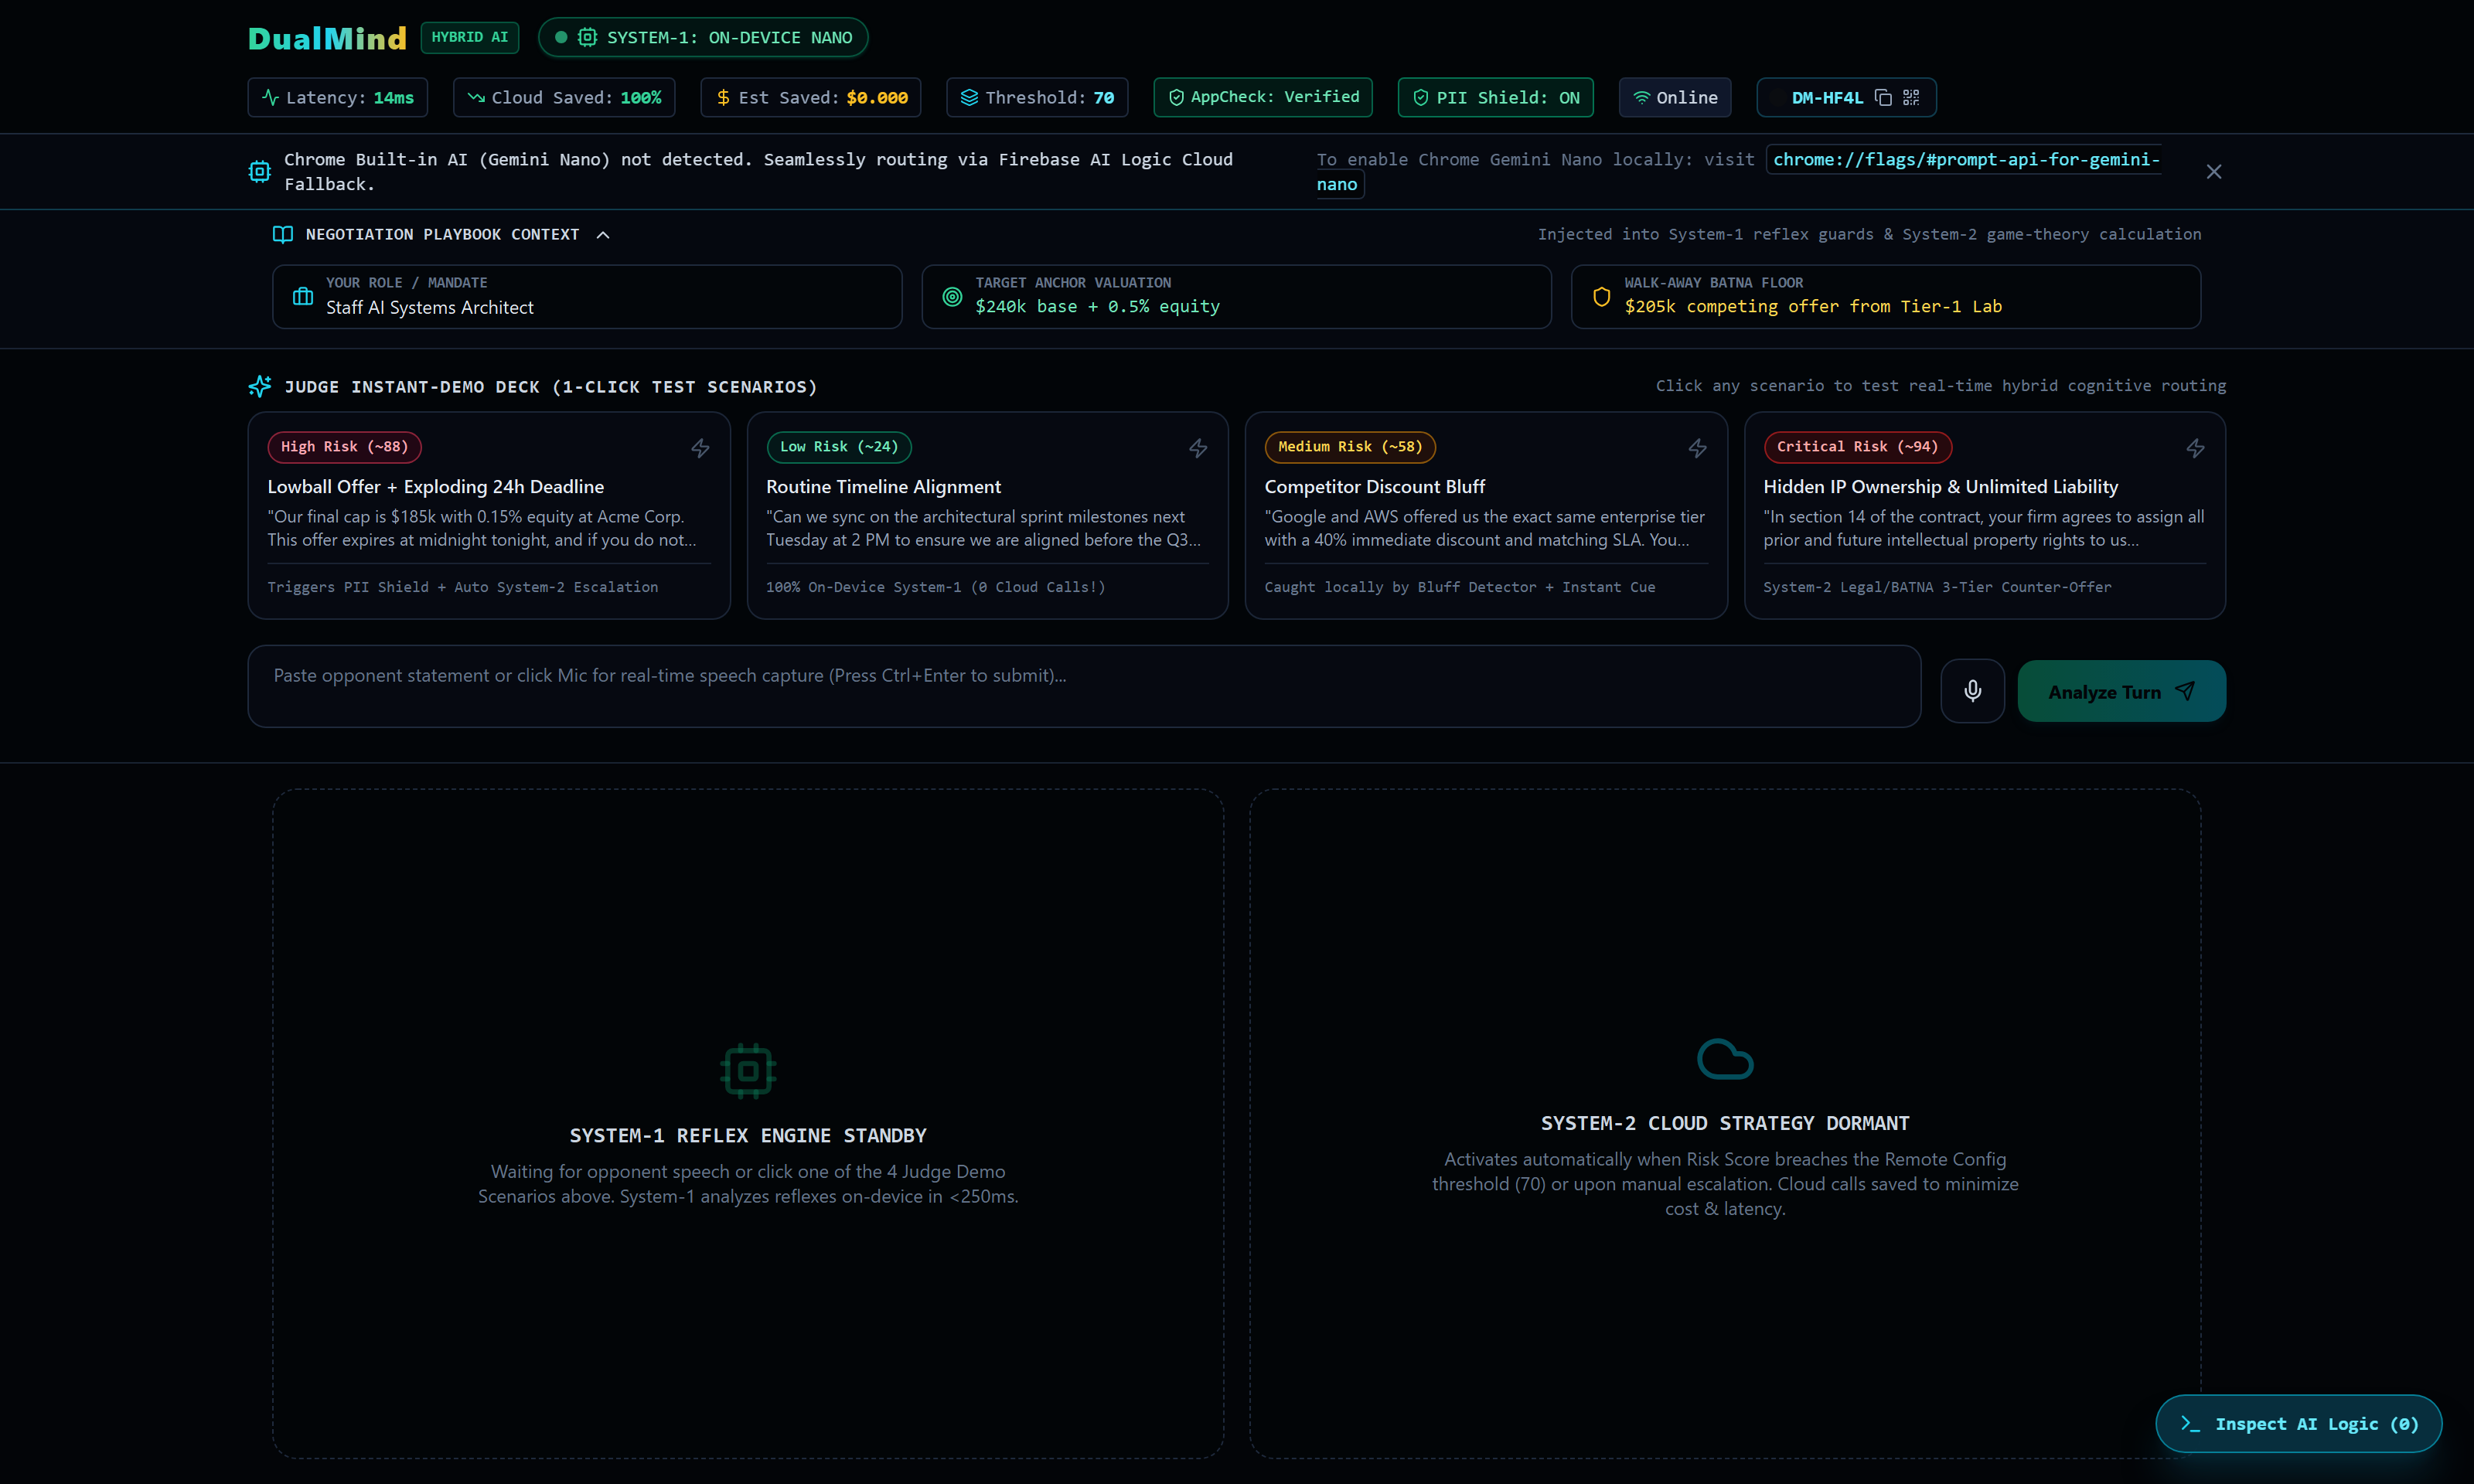 DualMind HYBRID AI SYSTEM-1: ON-DEVICE NANO
Latency: 14ms Cloud Saved: 100% Est Saved: $0.000 Threshold: 70 AppCheck: Verified PII Shield: ON Online DM-HF4L
Chrome Built-in AI (Gemini Nano) not detected. Seamlessly routing via Firebase AI Logic Cloud
Fallback.
To enable Chrome Gemini Nano locally: visit chrome://flags/#prompt-api-for-gemini-
nano
NEGOTIATION PLAYBOOK CONTEXT
Injected into System-1 reflex guards & System-2 game-theory calculation
YOUR ROLE / MANDATE
Staff AI Systems Architect
TARGET ANCHOR VALUATION
$240k base + 0.5% equity
WALK-AWAY BATNA FLOOR
$205k competing offer from Tier-1 Lab
JUDGE INSTANT-DEMO DECK (1-CLICK TEST SCENARIOS)
Click any scenario to test real-time hybrid cognitive routing
High Risk (~88)
Lowball Offer + Exploding 24h Deadline
"Our final cap is $185k with 0.15% equity at Acme Corp.
This offer expires at midnight tonight, and if you do not...
Triggers PII Shield + Auto System-2 Escalation
Low Risk (~24)
Routine Timeline Alignment
"Can we sync on the architectural sprint milestones next
Tuesday at 2 PM to ensure we are aligned before the Q3...
100% On-Device System-1 (0 Cloud Calls!)
Medium Risk (~58)
Competitor Discount Bluff
"Google and AWS offered us the exact same enterprise tier
with a 40% immediate discount and matching SLA. You...
Caught locally by Bluff Detector + Instant Cue
Critical Risk (~94)
Hidden IP Ownership & Unlimited Liability
"In section 14 of the contract, your firm agrees to assign all
prior and future intellectual property rights to us...
System-2 Legal/BATNA 3-Tier Counter-Offer
Paste opponent statement or click Mic for real-time speech capture (Press Ctrl+Enter to submit)...
Analyze Turn
SYSTEM-1 REFLEX ENGINE STANDBY
Waiting for opponent speech or click one of the 4 Judge Demo
Scenarios above. System-1 analyzes reflexes on-device in <250ms.
SYSTEM-2 CLOUD STRATEGY DORMANT
Activates automatically when Risk Score breaches the Remote Config
threshold (70) or upon manual escalation. Cloud calls saved to minimize
cost & latency.
Inspect AI Logic (0)